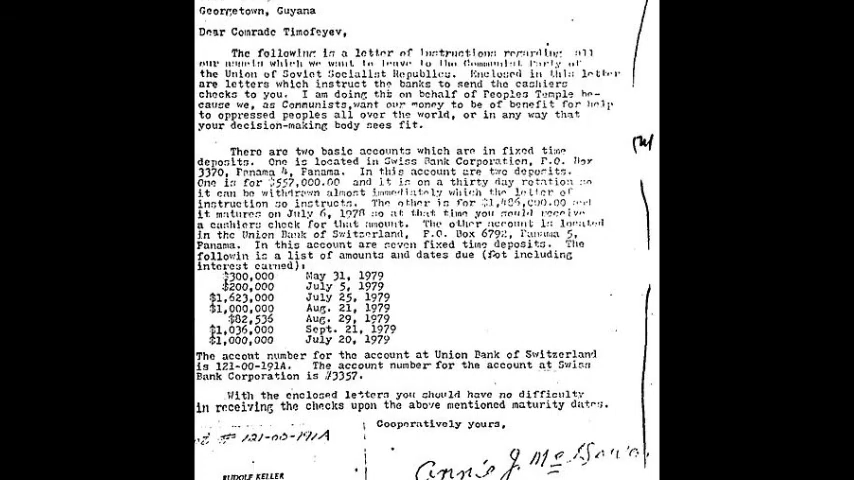 Georgetown, Guyana
Dear Comrade Timofeyev,
The following is a letter of instructions regarding all
our which we want to leave to the Communist Party of
the Union of Soviet Socialist Republics. Enclosed in this letter
are letters which instruct the banks to send the cashiers
checks to you. I am doing this on behalf of Peoples Temple be-
cause we, as Communists,want our money to be of benefit for help
to oppressed peoples all over the world, or in any way that
your decision-making body sees fit.
There are two basic accounts which are in fixed time
deposits. One is located in Swiss Bank Corporation, P.O. Box
3370, Panama 4, Panama. In this account are two deposits.
One is for $557,000.00 and it is on a thirty day rotation so
it can be withdrawn almost immediately which the letter of
instruction so instructs. The other is for and
it matures on July 6, so at that time you receive
a cashiers check for that amount. The other account is located
in the Union Bank of Switzerland, P.O. Box 6792, Panama 5,
Panama. In this account are seven fixed time deposits. The
followin is a list of amounts and dates due (not including
interest earned):
$300,000 May 31, 1979
$200,000 July 5, 1979
$1,623,000 July 25, 1979
$1,000,000 Aug. 21, 1979
$82,536 Aug. 29, 1979
$1,036,000 Sept. 21, 1979
$1,000,000 July 20, 1979
The accont number for the account at Union Bank of Switzerland
is 121-00-191A. The account number for the account at Swiss
Bank Corporation is #3357.
With the enclosed letters you should have no difficulty
in receiving the checks upon the above mentioned maturity dates.
Cooperatively yours,
# 121-00-191A
Annie J. McGowan
RUDOLF KELLER